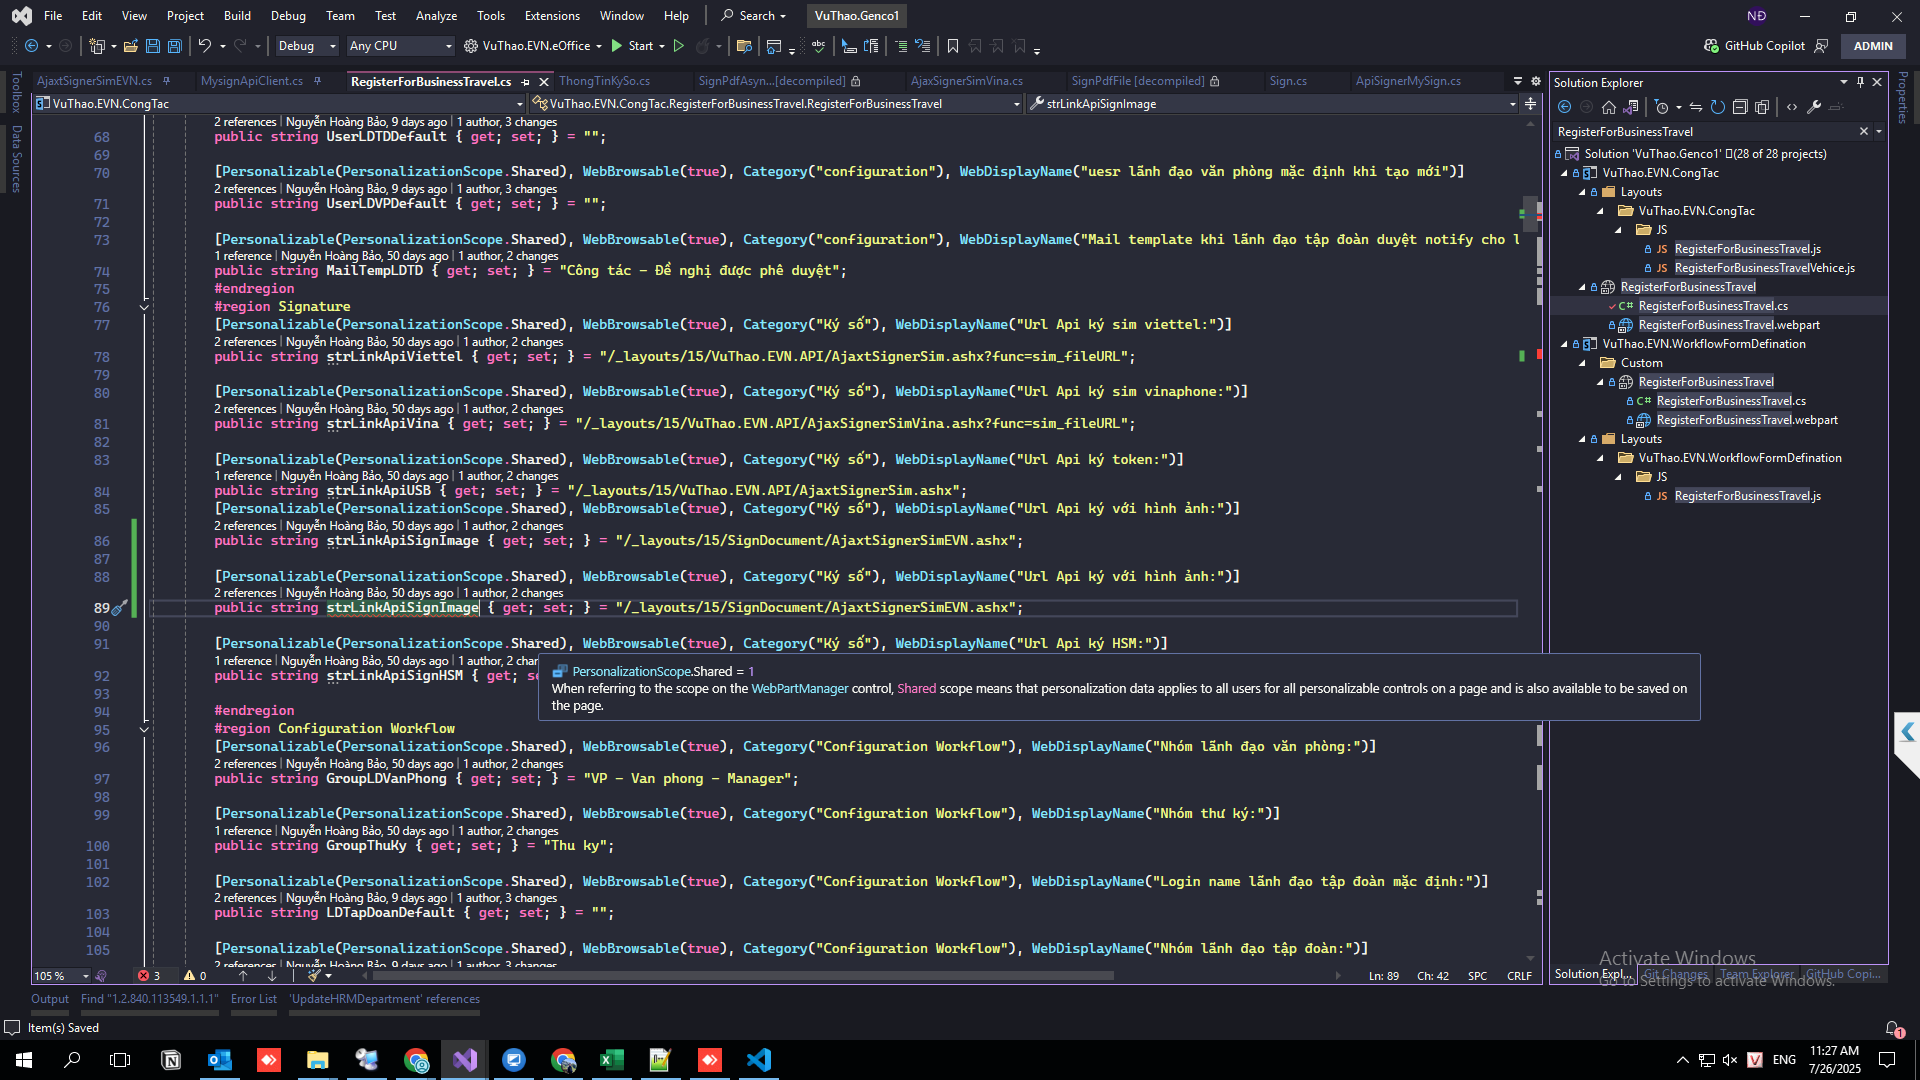 File Edit View Project Build Debug Team Test Analyze Tools Extensions Window Help Search VuThao.Genco1 NĐ
Debug Any CPU VuThao.EVN.eOffice Start GitHub Copilot ADMIN
AjaxtSignerSimEVN.cs MysignApiClient.cs RegisterForBusinessTravel.cs ThongTinKySo.cs SignPdfAsyn...[decompiled] AjaxSignerSimVina.cs SignPdfFile [decompiled] Sign.cs ApiSignerMySign.cs
VuThao.EVN.CongTac VuThao.EVN.CongTac.RegisterForBusinessTravel.RegisterForBusinessTravel strLinkApiSignImage
Toolbox
Data Sources
2 references | Nguyễn Hoàng Bảo, 9 days ago | 1 author, 3 changes
68 public string UserLDTDDefault { get; set; } = "";
69
70 [Personalizable(PersonalizationScope.Shared), WebBrowsable(true), Category("configuration"), WebDisplayName("uesr lãnh đạo văn phòng mặc định khi tạo mới")]
2 references | Nguyễn Hoàng Bảo, 9 days ago | 1 author, 3 changes
71 public string UserLDVPDefault { get; set; } = "";
72
73 [Personalizable(PersonalizationScope.Shared), WebBrowsable(true), Category("configuration"), WebDisplayName("Mail template khi lãnh đạo tập đoàn duyệt notify cho l
1 reference | Nguyễn Hoàng Bảo, 50 days ago | 1 author, 2 changes
74 public string MailTempLDTD { get; set; } = "Công tác - Đề nghị được phê duyệt";
75 #endregion
76 #region Signature
77 [Personalizable(PersonalizationScope.Shared), WebBrowsable(true), Category("Ký số"), WebDisplayName("Url Api ký sim viettel:")]
2 references | Nguyễn Hoàng Bảo, 50 days ago | 1 author, 2 changes
78 public string strLinkApiViettel { get; set; } = "/_layouts/15/VuThao.EVN.API/AjaxtSignerSim.ashx?func=sim_fileURL";
79
80 [Personalizable(PersonalizationScope.Shared), WebBrowsable(true), Category("Ký số"), WebDisplayName("Url Api ký sim vinaphone:")]
2 references | Nguyễn Hoàng Bảo, 50 days ago | 1 author, 2 changes
81 public string strLinkApiVina { get; set; } = "/_layouts/15/VuThao.EVN.API/AjaxSignerSimVina.ashx?func=sim_fileURL";
82
83 [Personalizable(PersonalizationScope.Shared), WebBrowsable(true), Category("Ký số"), WebDisplayName("Url Api ký token:")]
1 reference | Nguyễn Hoàng Bảo, 50 days ago | 1 author, 2 changes
84 public string strLinkApiUSB { get; set; } = "/_layouts/15/VuThao.EVN.API/AjaxtSignerSim.ashx";
85 [Personalizable(PersonalizationScope.Shared), WebBrowsable(true), Category("Ký số"), WebDisplayName("Url Api ký với hình ảnh:")]
2 references | Nguyễn Hoàng Bảo, 50 days ago | 1 author, 2 changes
86 public string strLinkApiSignImage { get; set; } = "/_layouts/15/SignDocument/AjaxtSignerSimEVN.ashx";
87
88 [Personalizable(PersonalizationScope.Shared), WebBrowsable(true), Category("Ký số"), WebDisplayName("Url Api ký với hình ảnh:")]
2 references | Nguyễn Hoàng Bảo, 50 days ago | 1 author, 2 changes
89 public string strLinkApiSignImage { get; set; } = "/_layouts/15/SignDocument/AjaxtSignerSimEVN.ashx";
90
91 [Personalizable(PersonalizationScope.Shared), WebBrowsable(true), Category("Ký số"), WebDisplayName("Url Api ký HSM:")]
1 reference | Nguyễn Hoàng Bảo, 50 days ago | 1 author, 2 char
92 public string strLinkApiSignHSM { get; s
PersonalizationScope.Shared = 1
When referring to the scope on the WebPartManager control, Shared scope means that personalization data applies to all users for all personalizable controls on a page and is also available to be saved on
the page.
93
94 #endregion
95 #region Configuration Workflow
96 [Personalizable(PersonalizationScope.Shared), WebBrowsable(true), Category("Configuration Workflow"), WebDisplayName("Nhóm lãnh đạo văn phòng:")]
2 references | Nguyễn Hoàng Bảo, 50 days ago | 1 author, 2 changes
97 public string GroupLDVanPhong { get; set; } = "VP - Van phong - Manager";
98
99 [Personalizable(PersonalizationScope.Shared), WebBrowsable(true), Category("Configuration Workflow"), WebDisplayName("Nhóm thư ký:")]
1 reference | Nguyễn Hoàng Bảo, 50 days ago | 1 author, 2 changes
100 public string GroupThuKy { get; set; } = "Thu ky";
101
102 [Personalizable(PersonalizationScope.Shared), WebBrowsable(true), Category("Configuration Workflow"), WebDisplayName("Login name lãnh đạo tập đoàn mặc định:")]
2 references | Nguyễn Hoàng Bảo, 9 days ago | 1 author, 3 changes
103 public string LDTapDoanDefault { get; set; } = "";
104
105 [Personalizable(PersonalizationScope.Shared), WebBrowsable(true), Category("Configuration Workflow"), WebDisplayName("Nhóm lãnh đạo tập đoàn:")]
2 references | Nguyễn Hoàng Bảo, 9 days ago | 1 author, 3 changes
105 % 3 0 Ln: 89 Ch: 42 SPC CRLF
Solution Explorer
RegisterForBusinessTravel
Solution 'VuThao.Genco1' (28 of 28 projects)
VuThao.EVN.CongTac
Layouts
VuThao.EVN.CongTac
JS
JS RegisterForBusinessTravel.js
JS RegisterForBusinessTravelVehice.js
RegisterForBusinessTravel
C# RegisterForBusinessTravel.cs
RegisterForBusinessTravel.webpart
VuThao.EVN.WorkflowFormDefination
Custom
RegisterForBusinessTravel
C# RegisterForBusinessTravel.cs
RegisterForBusinessTravel.webpart
Layouts
VuThao.EVN.WorkflowFormDefination
JS
JS RegisterForBusinessTravel.js
Properties
Activate Windows
Go to Settings to activate Windows.
Solution Expl... Git Changes Team Explorer GitHub Copi...
Output Find "1.2.840.113549.1.1.1" Error List 'UpdateHRMDepartment' references
Item(s) Saved 1
V ENG 11:27 AM
7/26/2025